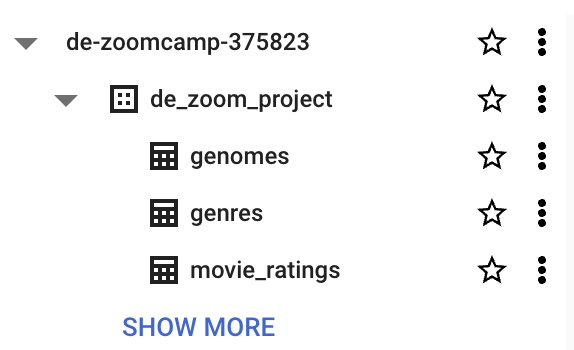 de-zoomcamp-375823
de_zoom_project
genomes
genres
movie_ratings
SHOW MORE